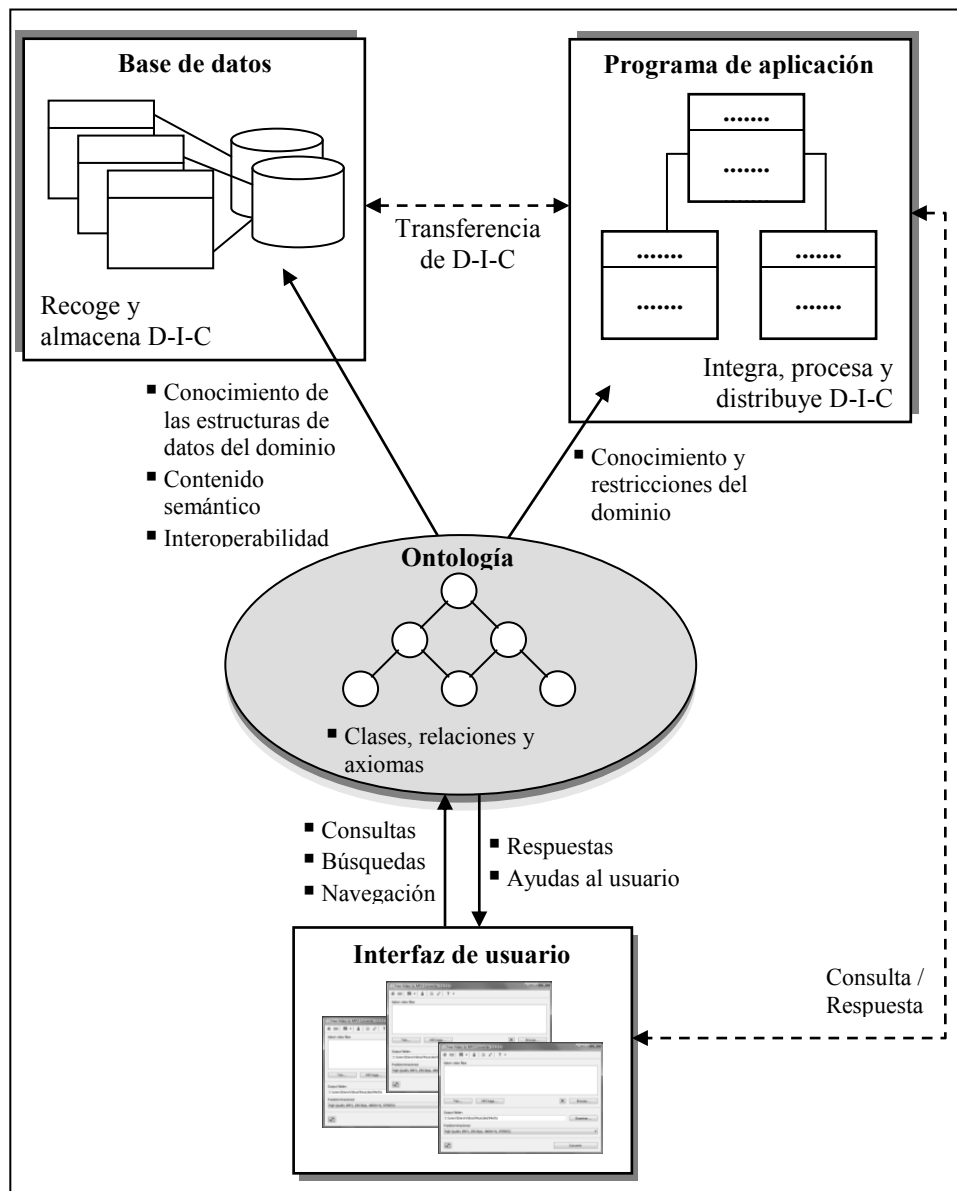 Base de datos
Recoge y
almacena D-I-C
Transferencia
de D-I-C
Programa de aplicación
.......
.......
.......
.......
.......
.......
Integra, procesa y
distribuye D-I-C
▪ Conocimiento de
las estructuras de
datos del dominio
▪ Contenido
semántico
▪ Interoperabilidad
▪ Conocimiento y
restricciones del
dominio
Ontología
▪ Clases, relaciones y
axiomas
▪ Consultas
▪ Búsquedas
▪ Navegación
▪ Respuestas
▪ Ayudas al usuario
Interfaz de usuario
Consulta /
Respuesta